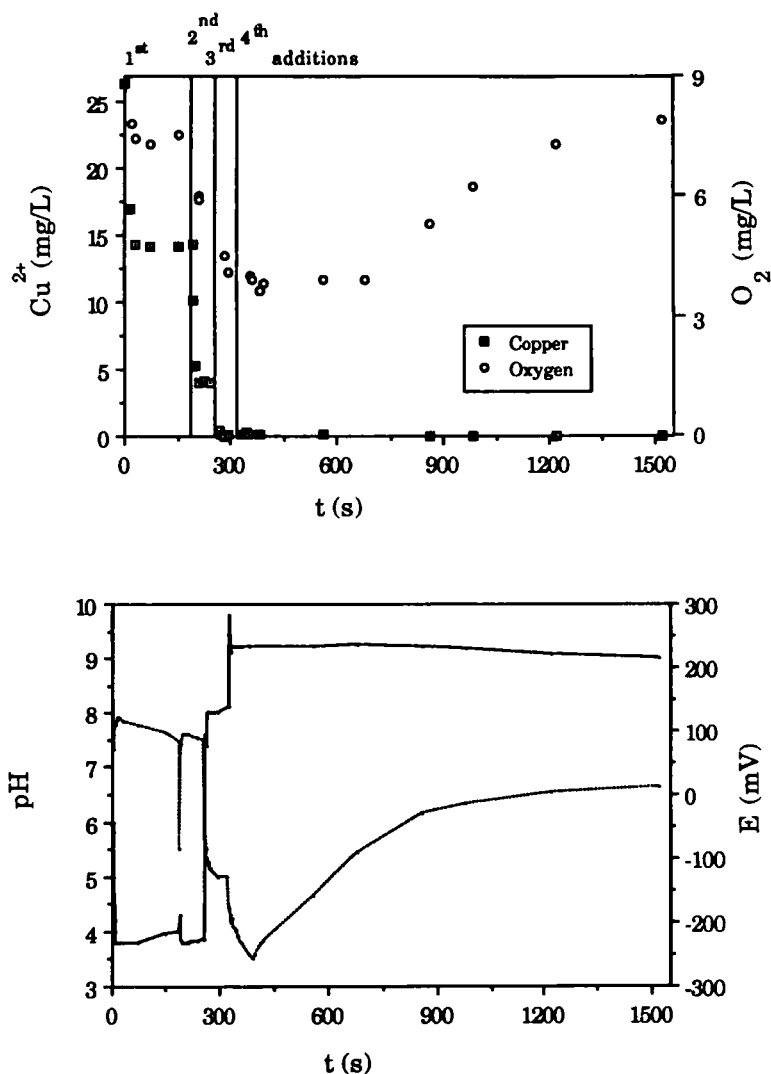 1st 2nd 3rd 4th additions
Cu2+ (mg/L)
25
20
15
10
5
0
9
6
3
0
O2 (mg/L)
Copper
Oxygen
0 300 600 900 1200 1500
t (s)
pH
10
9
8
7
6
5
4
3
300
200
100
0
-100
-200
-300
E (mV)
0 300 600 900 1200 1500
t (s)